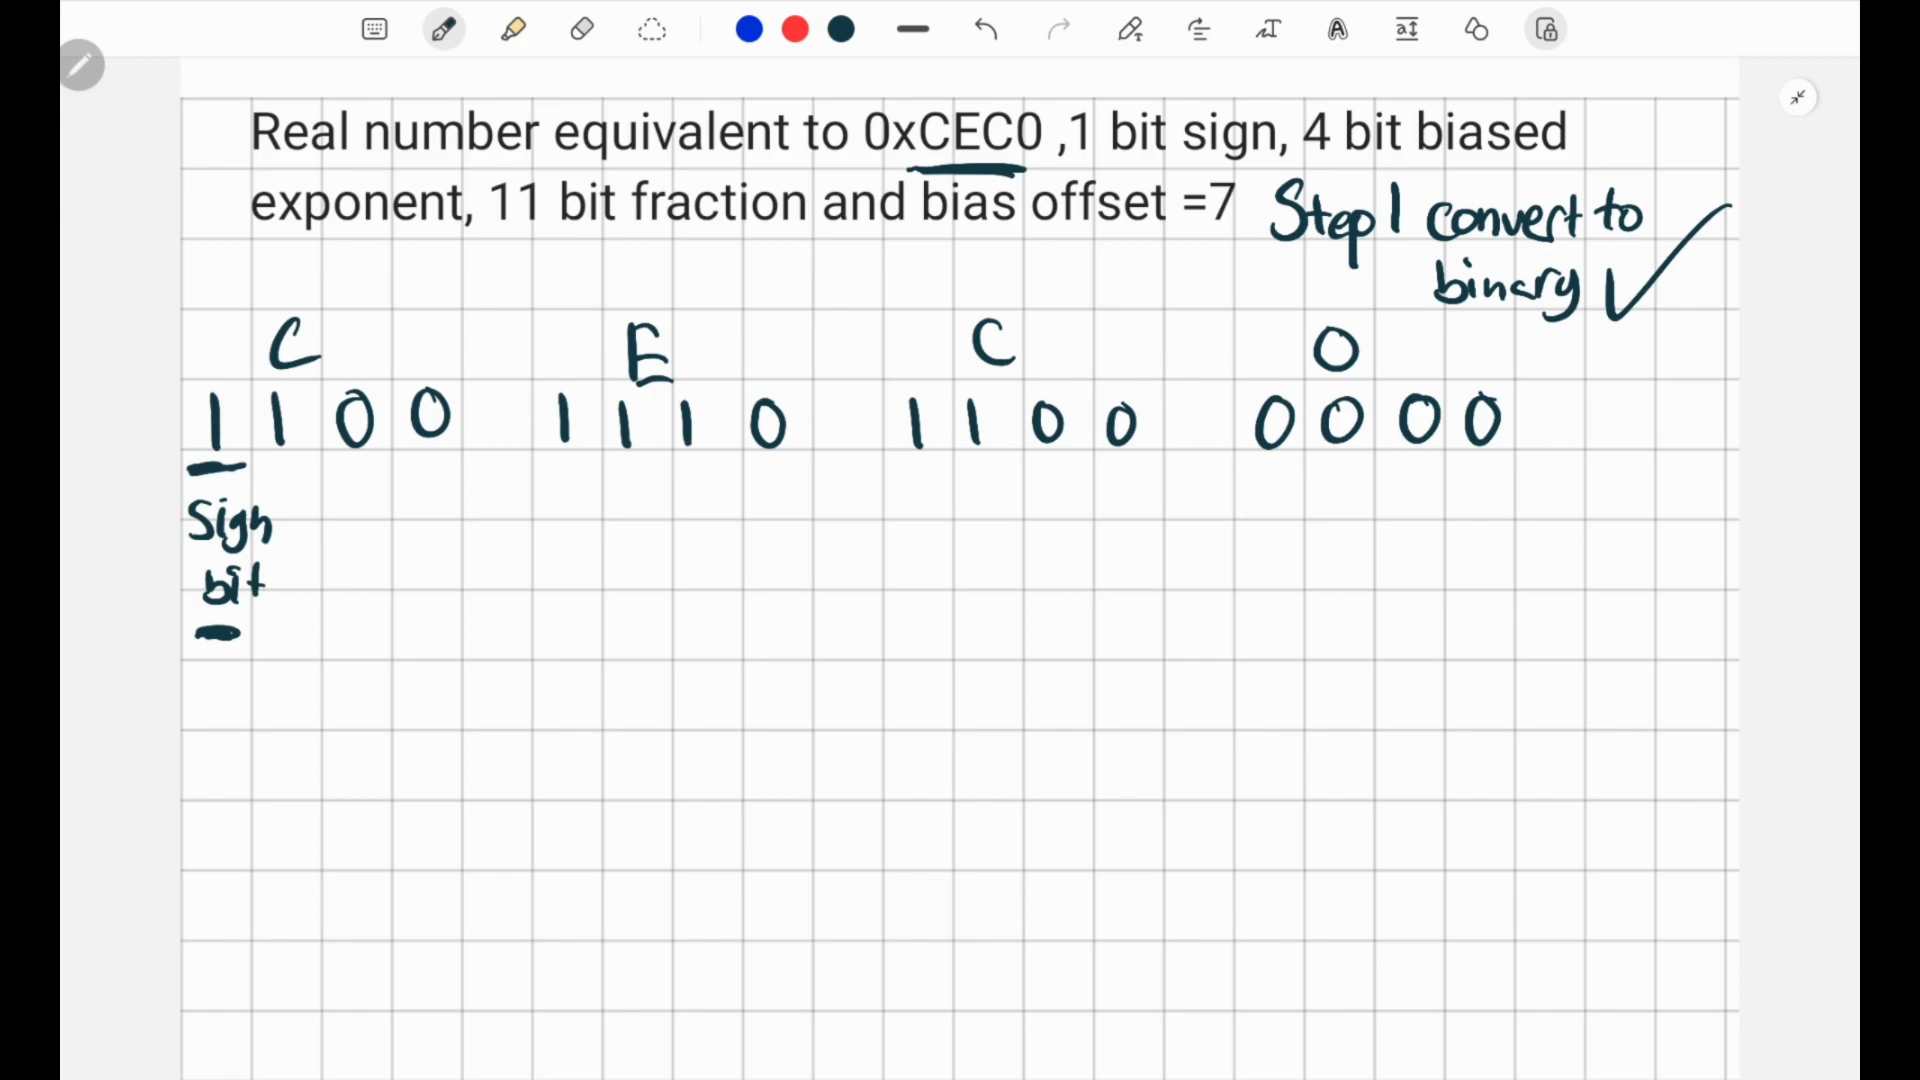 Real number equivalent to 0xCEC0 ,1 bit sign, 4 bit biased
exponent, 11 bit fraction and bias offset =7
Step 1 convert to
binary
C E C 0
1 1 0 0 1 1 1 0 1 1 0 0 0 0 0 0
Sign
bit